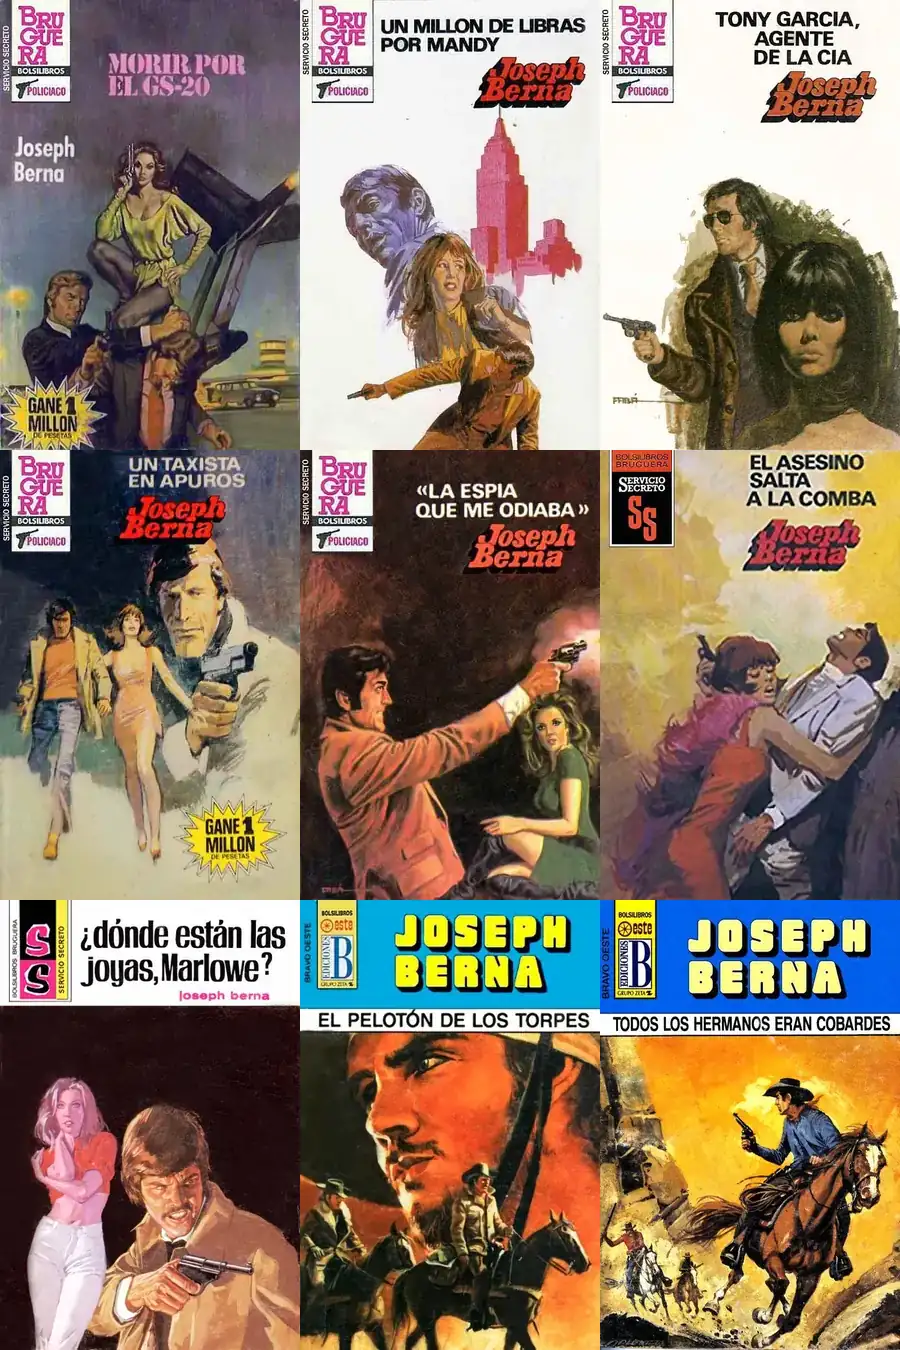 SERVICIO SECRETO
BRU
GUE
RA
BOLSILIBROS
POLICIACO
MORIR POR
EL GS-20
Joseph
Berna
GANE 1
MILLON
DE PESETAS
SERVICIO SECRETO
BRU
GUE
RA
BOLSILIBROS
POLICIACO
UN MILLON DE LIBRAS
POR MANDY
Joseph
Berna
SERVICIO SECRETO
BRU
GUE
RA
BOLSILIBROS
POLICIACO
TONY GARCIA,
AGENTE
DE LA CIA
Joseph
Berna
FABÁ
SERVICIO SECRETO
BRU
GUE
RA
BOLSILIBROS
POLICIACO
UN TAXISTA
EN APUROS
Joseph
Berna
GANE 1
MILLON
DE PESETAS
SERVICIO SECRETO
BRU
GUE
RA
BOLSILIBROS
POLICIACO
«LA ESPIA
QUE ME ODIABA»
Joseph
Berna
BOLSILIBROS
BRUGUERA
SERVICIO
SECRETO
SS
EL ASESINO
SALTA
A LA COMBA
Joseph
Berna
BOLSILIBROS BRUGUERA
SS
SERVICIO SECRETO
¿dónde están las
joyas, Marlowe?
joseph berna
BRAVO OESTE
BOLSILIBROS
oeste
EDICIONES
B
GRUPO ZETA
JOSEPH
BERNA
EL PELOTÓN DE LOS TORPES
BRAVO OESTE
BOLSILIBROS
oeste
EDICIONES
B
GRUPO ZETA
JOSEPH
BERNA
TODOS LOS HERMANOS ERAN COBARDES